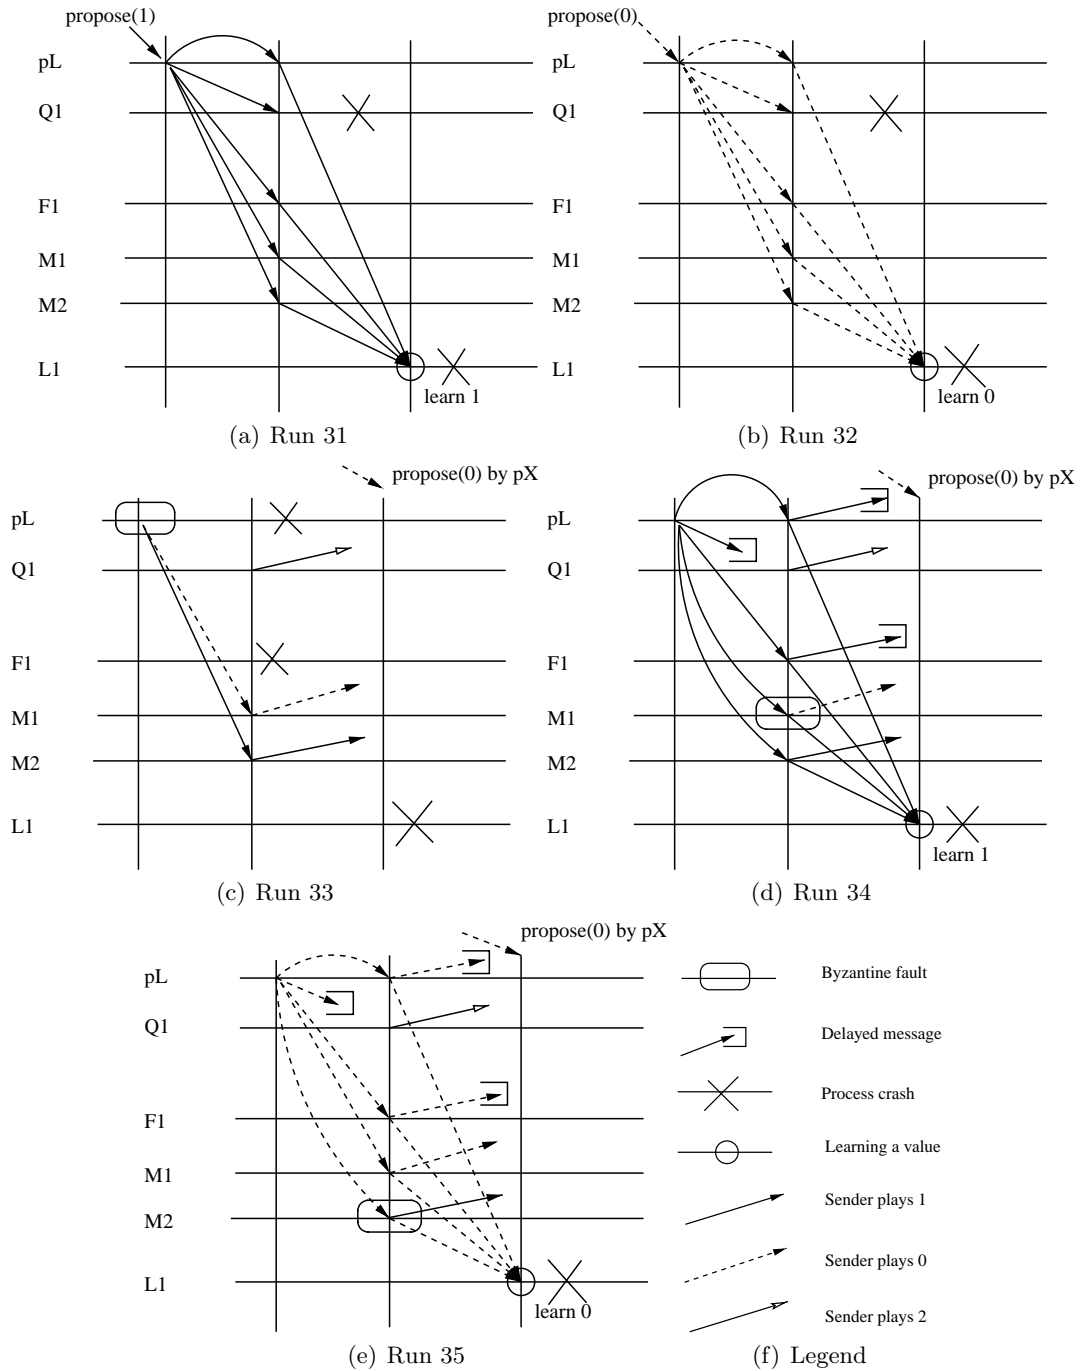 propose(1)
pL
Q1
F1
M1
M2
L1
learn 1
(a) Run 31
propose(0)
pL
Q1
F1
M1
M2
L1
learn 0
(b) Run 32
propose(0) by pX
pL
Q1
F1
M1
M2
L1
(c) Run 33
propose(0) by pX
pL
Q1
F1
M1
M2
L1
learn 1
(d) Run 34
propose(0) by pX
pL
Q1
F1
M1
M2
L1
learn 0
(e) Run 35
Byzantine fault
Delayed message
Process crash
Learning a value
Sender plays 1
Sender plays 0
Sender plays 2
(f) Legend